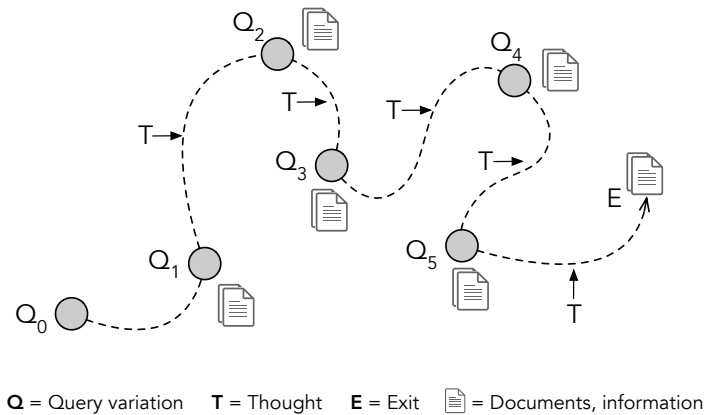 Q2
Q4
T
T
T
Q3
T
E
Q1
Q5
Q0
T
Q = Query variation T = Thought E = Exit = Documents, information